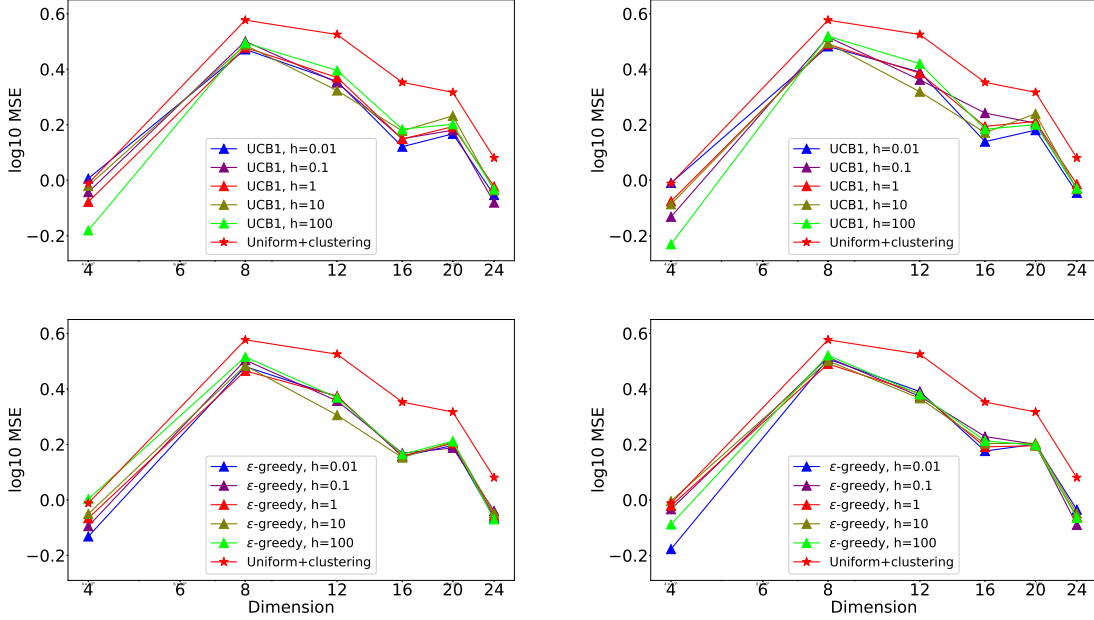 0.6
0.4
0.2
0.0
−0.2
log10 MSE
UCB1, h=0.01
UCB1, h=0.1
UCB1, h=1
UCB1, h=10
UCB1, h=100
Uniform+clustering
4 6 8 12 16 20 24
0.6
0.4
0.2
0.0
−0.2
log10 MSE
UCB1, h=0.01
UCB1, h=0.1
UCB1, h=1
UCB1, h=10
UCB1, h=100
Uniform+clustering
4 6 8 12 16 20 24
0.6
0.4
0.2
0.0
−0.2
log10 MSE
ε-greedy, h=0.01
ε-greedy, h=0.1
ε-greedy, h=1
ε-greedy, h=10
ε-greedy, h=100
Uniform+clustering
4 6 8 12 16 20 24
Dimension
0.6
0.4
0.2
0.0
−0.2
log10 MSE
ε-greedy, h=0.01
ε-greedy, h=0.1
ε-greedy, h=1
ε-greedy, h=10
ε-greedy, h=100
Uniform+clustering
4 6 8 12 16 20 24
Dimension